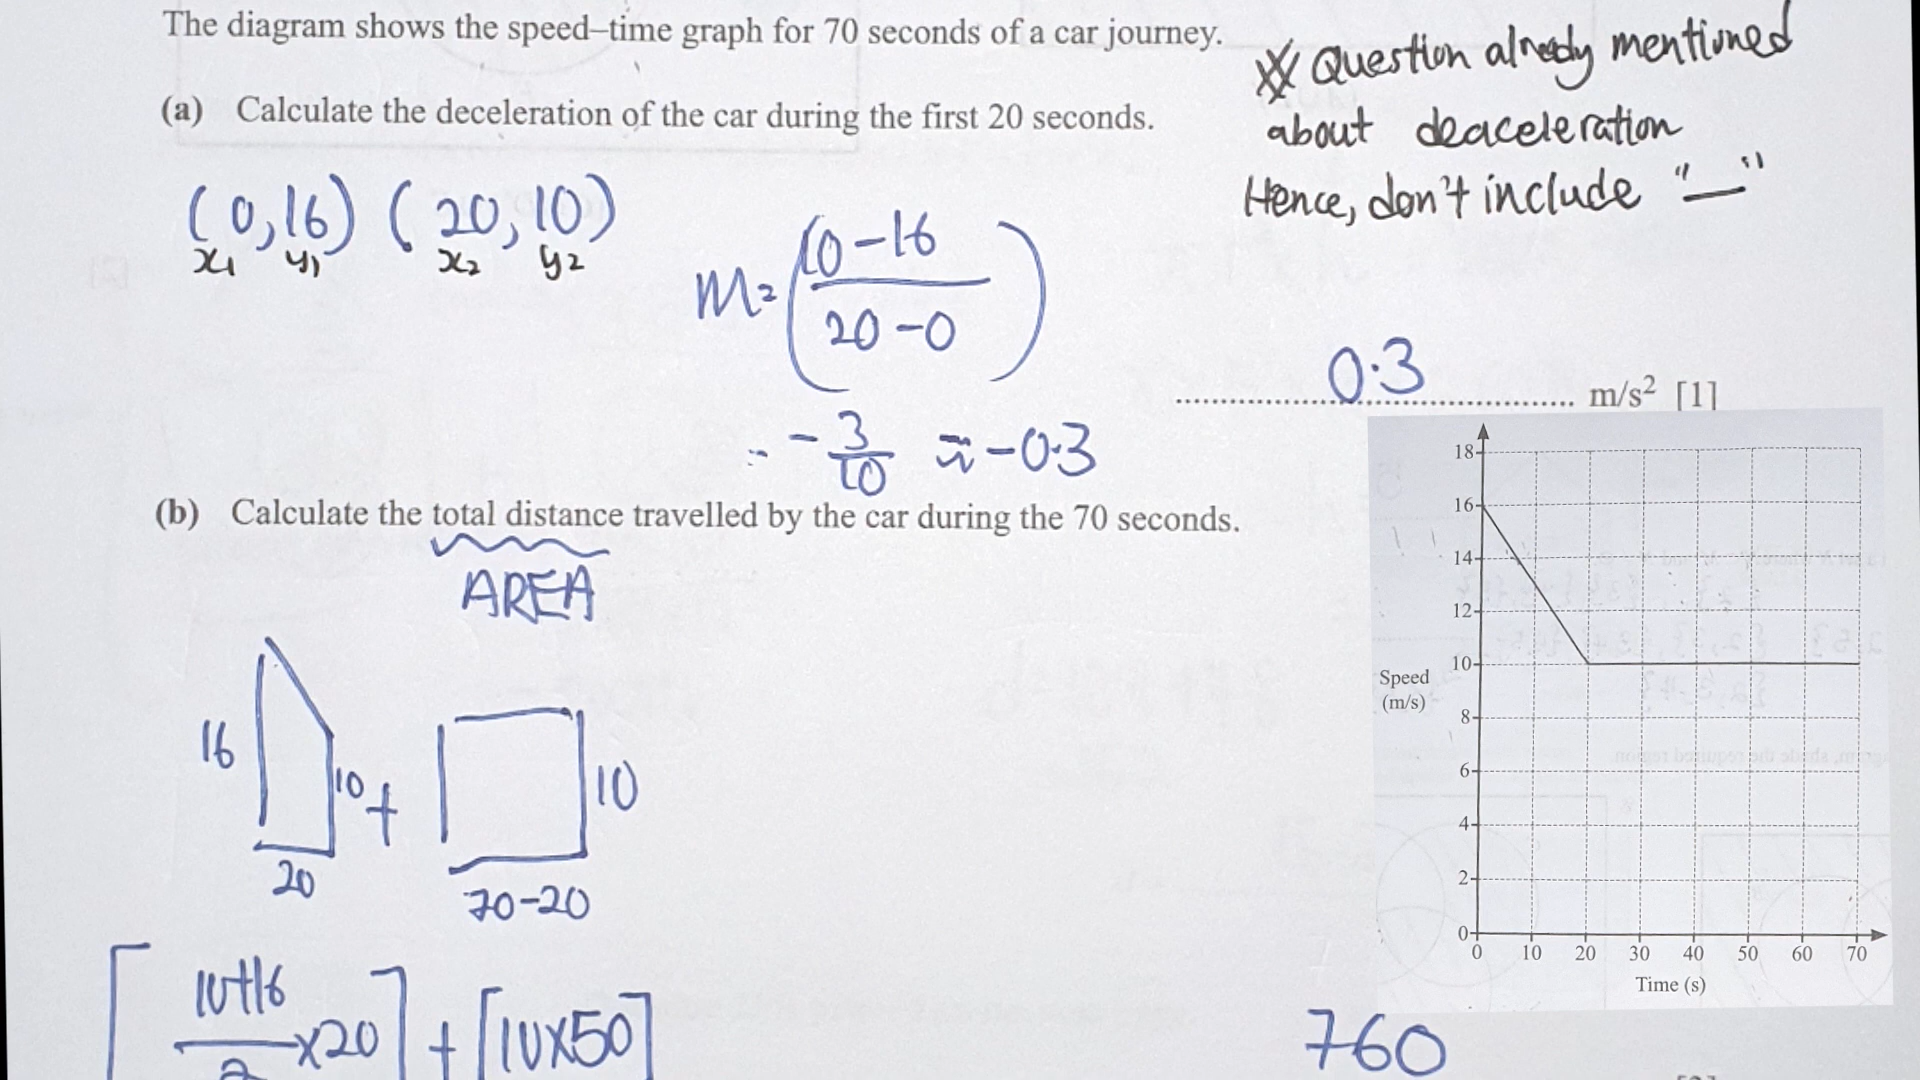 The diagram shows the speed–time graph for 70 seconds of a car journey.
⁂ Question already mentioned
about deaceleration
Hence, don't include "—"
(a) Calculate the deceleration of the car during the first 20 seconds.
(0,16) (20,10)
x1 y1 x2 y2
M = (10-16 / 20-0)
0.3 m/s² [1]
= -3/10 ≈ -0.3
(b) Calculate the total distance travelled by the car during the 70 seconds.
AREA
16
10
+
10
20
70-20
[10+16 / 2 ×20] + [10×50]
760
18
16
14
12
10
Speed
(m/s)
8
6
4
2
0
0 10 20 30 40 50 60 70
Time (s)